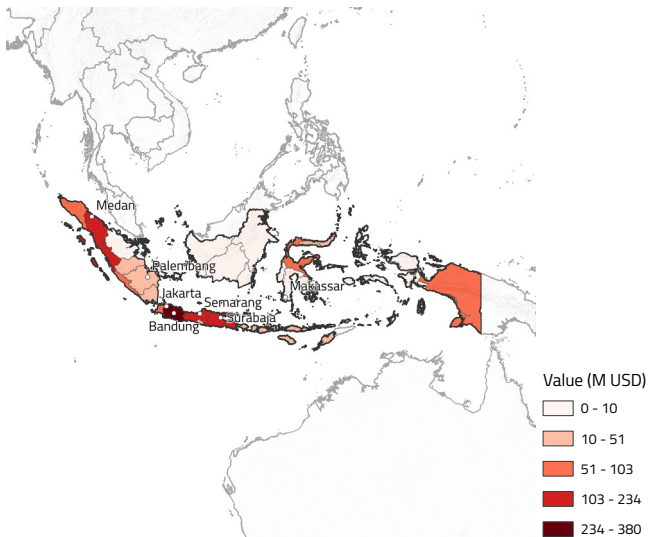 Medan
Palembang
Makassar
Jakarta
Semarang
Surabaja
Bandung
Value (M USD)
0 - 10
10 - 51
51 - 103
103 - 234
234 - 380